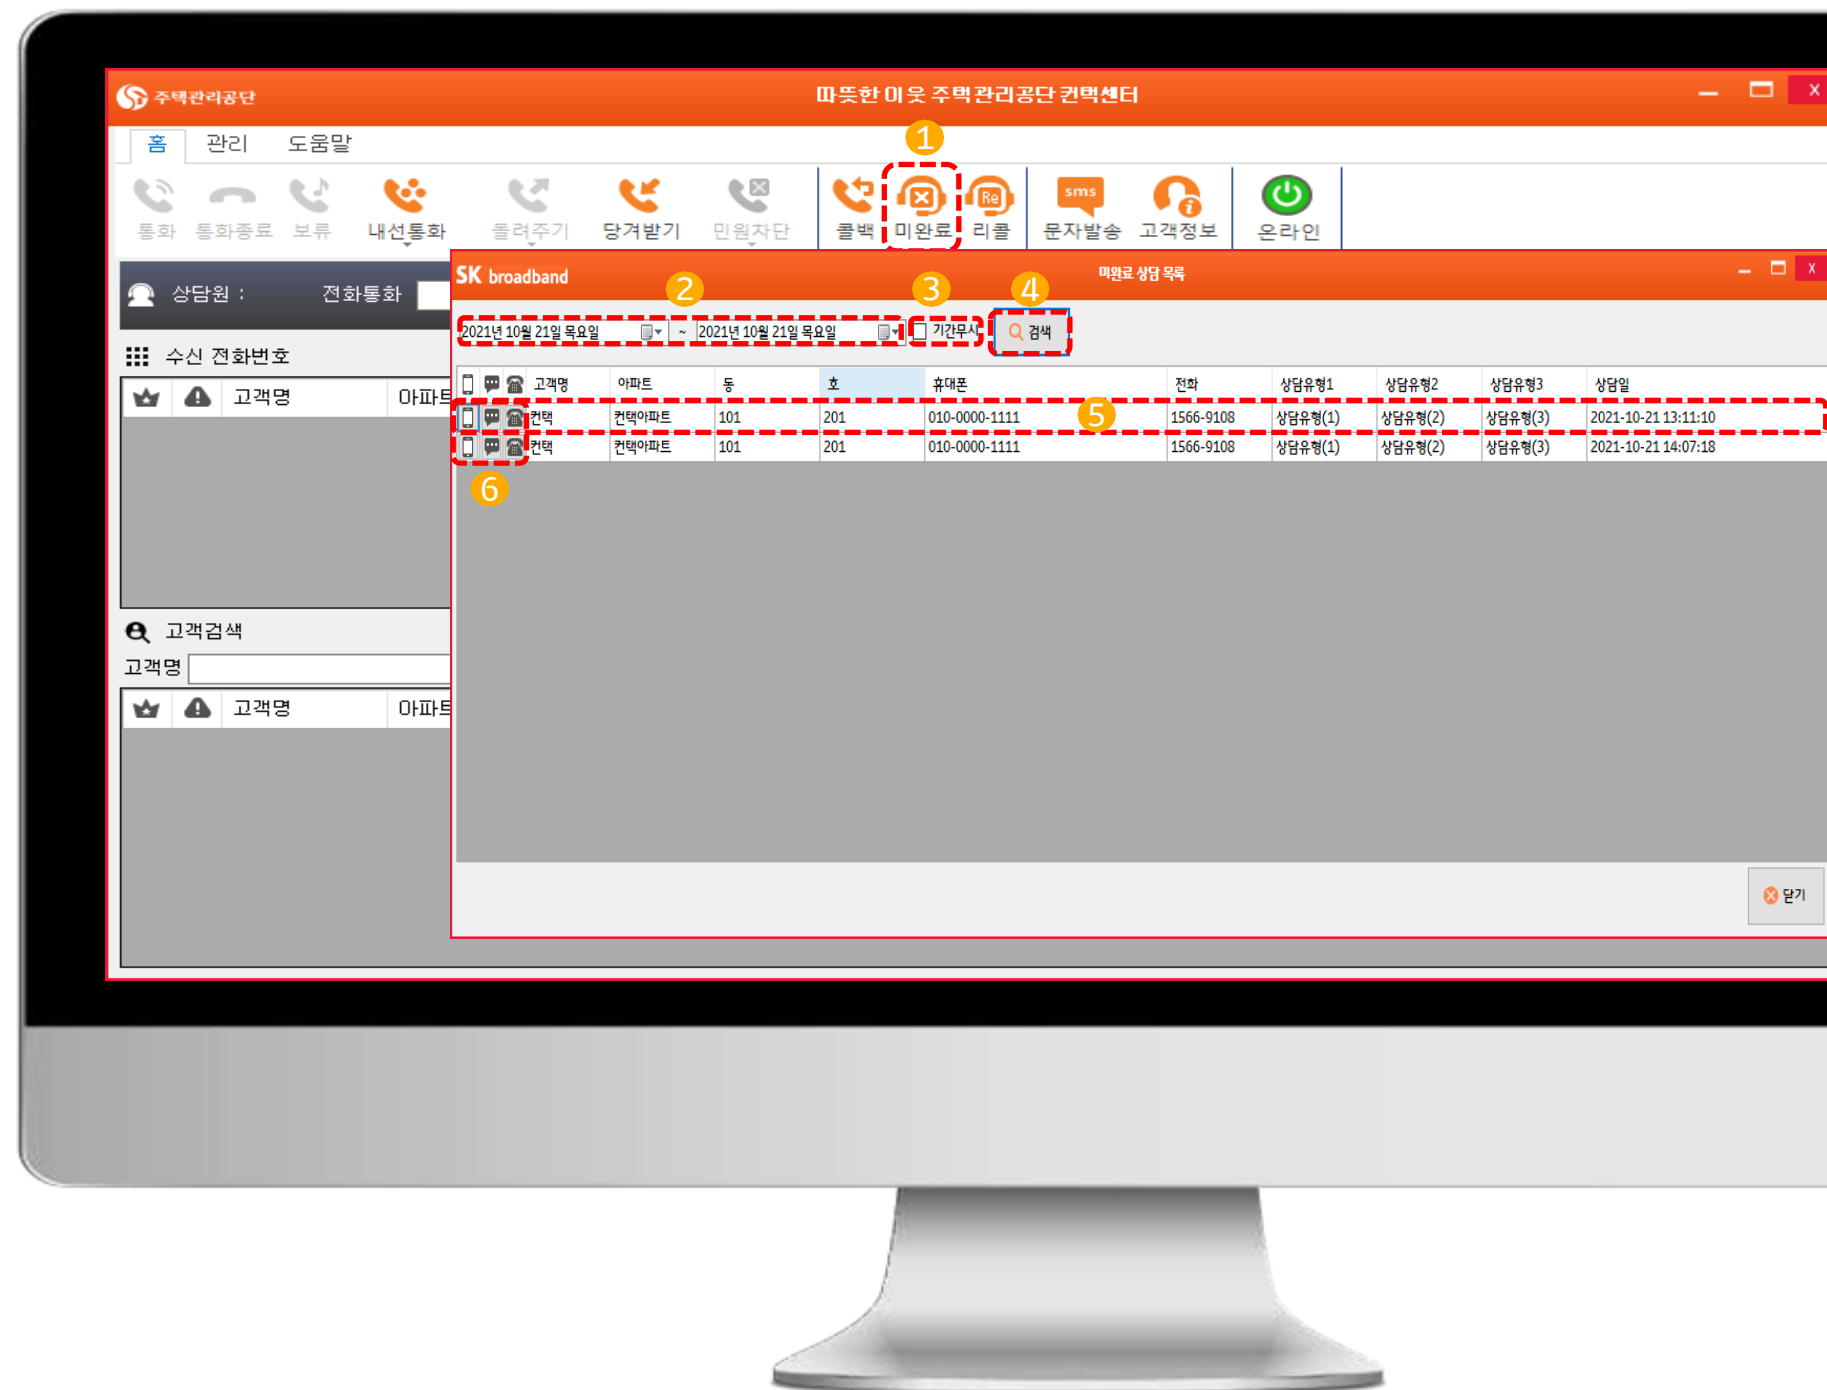 주택관리공단
따뜻한 이웃 주택관리공단 컨택센터
X
홈 관리 도움말
1
통화 통화종료 보류 내선통화 돌려주기 당겨받기 민원차단 콜백 미완료 리콜 문자발송 고객정보 온라인
Re
sms
상담원 : 전화통화
SK broadband
미완료 상담 목록
X
2 3 4
2021년 10월 21일 목요일 ~ 2021년 10월 21일 목요일 기간무시 검색
고객명 아파트 동 호 휴대폰 전화 상담유형1 상담유형2 상담유형3 상담일
컨택 컨택아파트 101 201 010-0000-1111 1566-9108 상담유형(1) 상담유형(2) 상담유형(3) 2021-10-21 13:11:10
5
컨택 컨택아파트 101 201 010-0000-1111 1566-9108 상담유형(1) 상담유형(2) 상담유형(3) 2021-10-21 14:07:18
6
닫기
수신 전화번호
고객명 아파트
고객검색
고객명
고객명 아파트